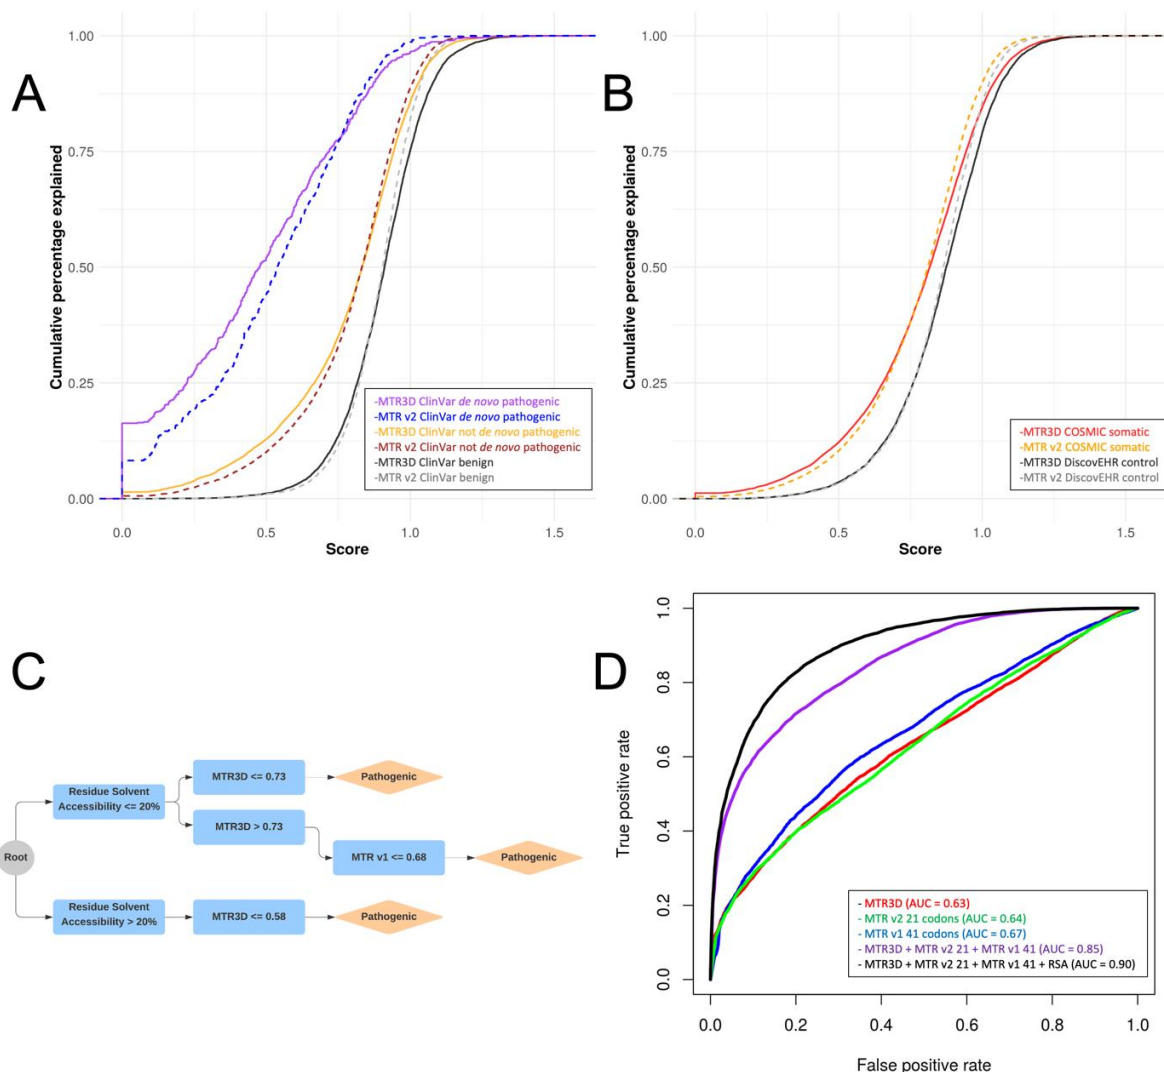 A
Cumulative percentage explained
1.00
0.75
0.50
0.25
0.00
0.0 0.5 1.0 1.5
Score
-MTR3D ClinVar de novo pathogenic
-MTR v2 ClinVar de novo pathogenic
-MTR3D ClinVar not de novo pathogenic
-MTR v2 ClinVar not de novo pathogenic
-MTR3D ClinVar benign
-MTR v2 ClinVar benign
B
Cumulative percentage explained
1.00
0.75
0.50
0.25
0.00
0.0 0.5 1.0 1.5
Score
-MTR3D COSMIC somatic
-MTR v2 COSMIC somatic
-MTR3D DiscovEHR control
-MTR v2 DiscovEHR control
C
Root
Residue Solvent
Accessibility <= 20%
MTR3D <= 0.73
Pathogenic
MTR3D > 0.73
MTR v1 <= 0.68
Pathogenic
Residue Solvent
Accessibility > 20%
MTR3D <= 0.58
Pathogenic
D
True positive rate
1.0
0.8
0.6
0.4
0.2
0.0
0.0 0.2 0.4 0.6 0.8 1.0
False positive rate
- MTR3D (AUC = 0.63)
- MTR v2 21 codons (AUC = 0.64)
- MTR v1 41 codons (AUC = 0.67)
- MTR3D + MTR v2 21 + MTR v1 41 (AUC = 0.85)
- MTR3D + MTR v2 21 + MTR v1 41 + RSA (AUC = 0.90)